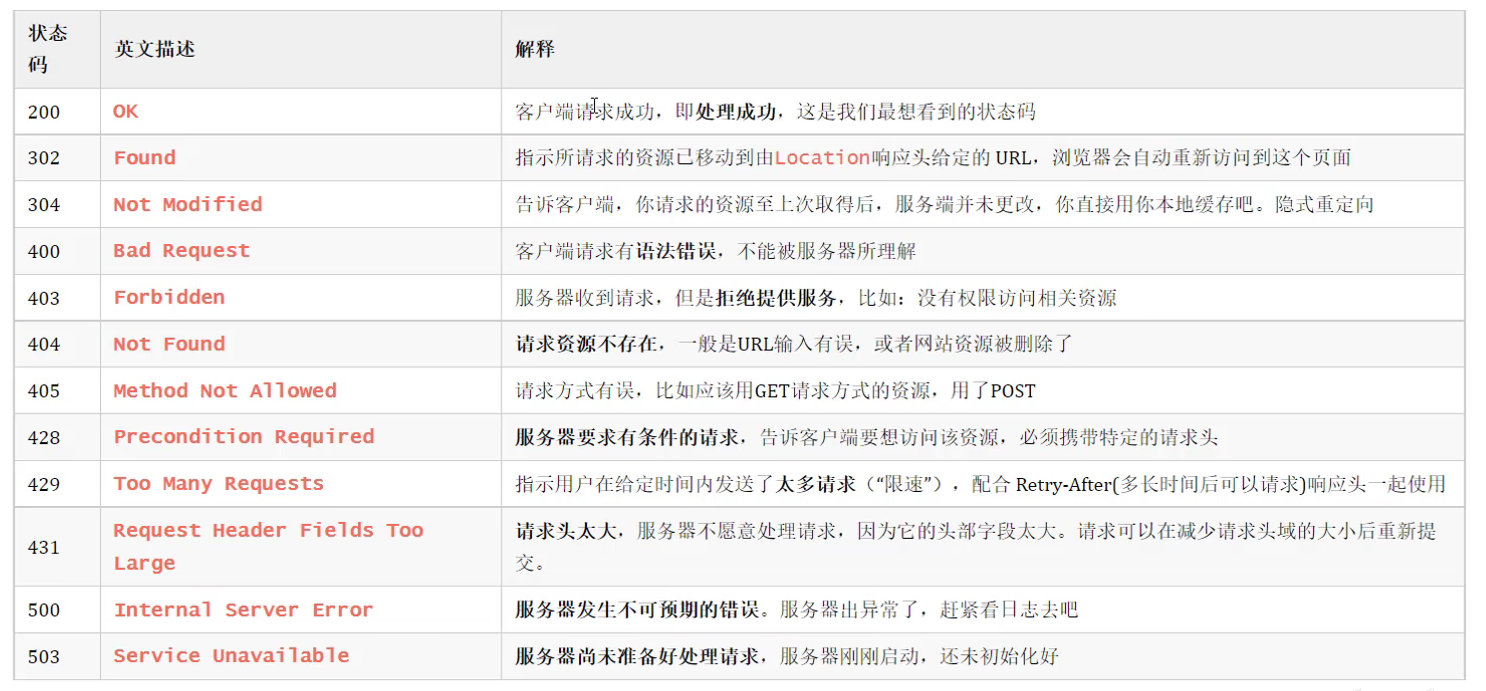 状态码 英文描述 解释
200 OK 客户端请求成功，即处理成功，这是我们最想看到的状态码
302 Found 指示所请求的资源已移动到由Location响应头给定的 URL，浏览器会自动重新访问到这个页面
304 Not Modified 告诉客户端，你请求的资源至上次取得后，服务端并未更改，你直接用你本地缓存吧。隐式重定向
400 Bad Request 客户端请求有语法错误，不能被服务器所理解
403 Forbidden 服务器收到请求，但是拒绝提供服务，比如：没有权限访问相关资源
404 Not Found 请求资源不存在，一般是URL输入有误，或者网站资源被删除了
405 Method Not Allowed 请求方式有误，比如应该用GET请求方式的资源，用了POST
428 Precondition Required 服务器要求有条件的请求，告诉客户端要想访问该资源，必须携带特定的请求头
429 Too Many Requests 指示用户在给定时间内发送了太多请求（“限速”），配合 Retry-After(多长时间后可以请求)响应头一起使用
431 Request Header Fields Too Large 请求头太大，服务器不愿意处理请求，因为它的头部字段太大。请求可以在减少请求头域的大小后重新提交。
500 Internal Server Error 服务器发生不可预期的错误。服务器出异常了，赶紧看日志去吧
503 Service Unavailable 服务器尚未准备好处理请求，服务器刚刚启动，还未初始化好